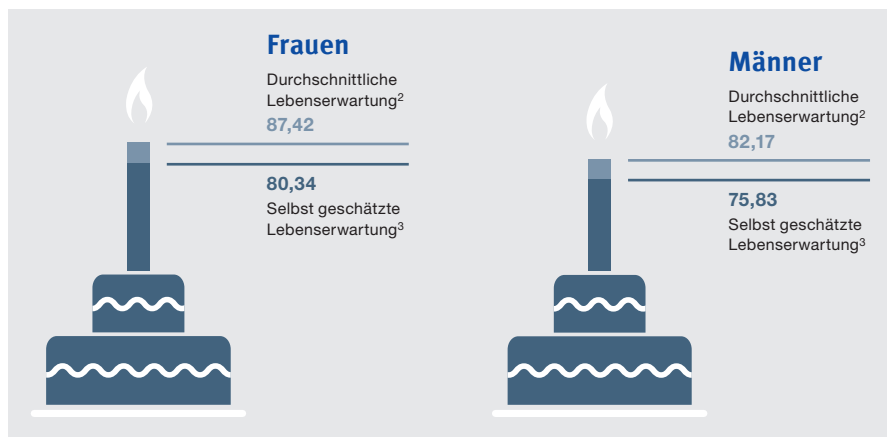 Frauen
Durchschnittliche
Lebenserwartung²
87,42
80,34
Selbst geschätzte
Lebenserwartung³
Männer
Durchschnittliche
Lebenserwartung²
82,17
75,83
Selbst geschätzte
Lebenserwartung³